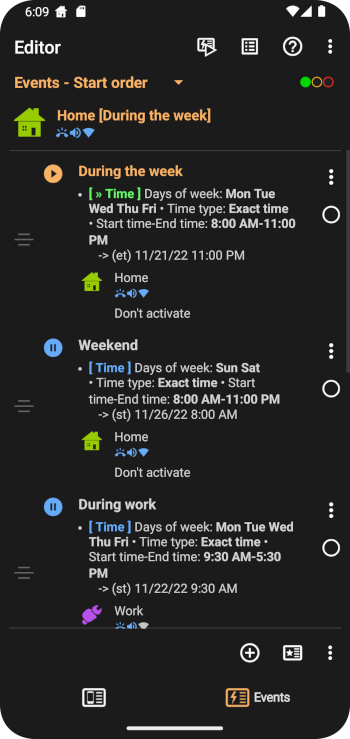 6:09
Editor
Events - Start order
Home [During the week]
During the week
• [ » Time ] Days of week: Mon Tue
Wed Thu Fri • Time type: Exact time
• Start time-End time: 8:00 AM-11:00
PM
-> (et) 11/21/22 11:00 PM
Home
Don't activate
Weekend
• [ Time ] Days of week: Sun Sat
• Time type: Exact time • Start
time-End time: 8:00 AM-11:00 PM
-> (st) 11/26/22 8:00 AM
Home
Don't activate
During work
• [ Time ] Days of week: Mon Tue Wed
Thu Fri • Time type: Exact time •
Start time-End time: 9:30 AM-5:30
PM
-> (st) 11/22/22 9:30 AM
Work
Events